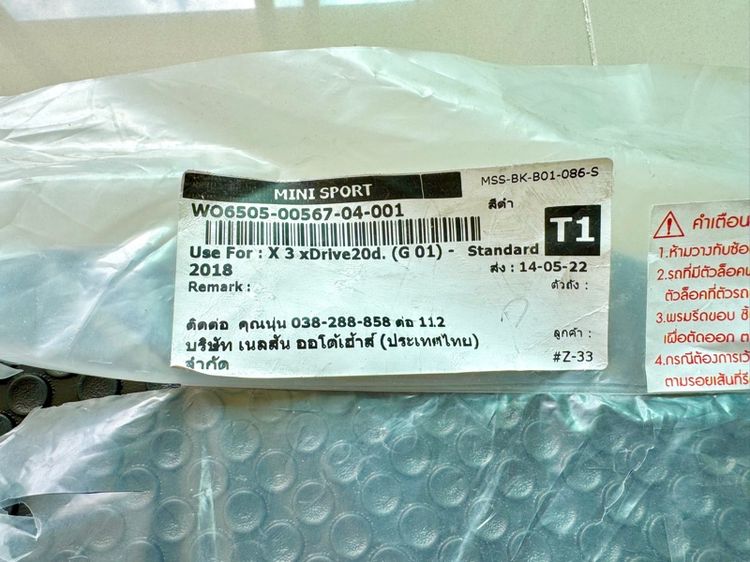 MINI SPORT
MSS-BK-B01-086-S
WO6505-00567-04-001
สีดำ
T1
Use For : X 3 xDrive20d. (G 01) - Standard
2018
ส่ง : 14-05-22
Remark :
ตัวถัง :
ติดต่อ คุณนุ่น 038-288-858 ต่อ 112
ลูกค้า :
บริษัท เนลสัน ออโต้เฮ้าส์ (ประเทศไทย)
จำกัด
#Z-33
คำเตือน
1.ห้ามวางทับซ้อ
2.รถที่มีตัวล็อค
ตัวล็อคที่ตัวรถ
3.พรมรีดขอบ
เผื่อตัดออก
4.กรณีต้องการเว้
ตามรอยเส้นที่รี